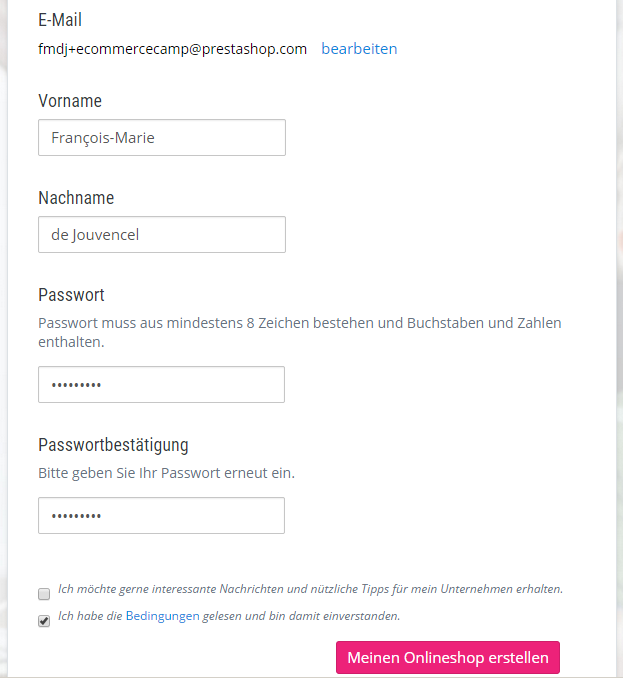 E-Mail
fmdj+ecommercecamp@prestashop.com bearbeiten
Vorname
François-Marie
Nachname
de Jouvencel
Passwort
Passwort muss aus mindestens 8 Zeichen bestehen und Buchstaben und Zahlen
enthalten.
•••••••••
Passwortbestätigung
Bitte geben Sie Ihr Passwort erneut ein.
•••••••••
Ich möchte gerne interessante Nachrichten und nützliche Tipps für mein Unternehmen erhalten.
Ich habe die Bedingungen gelesen und bin damit einverstanden.
Meinen Onlineshop erstellen